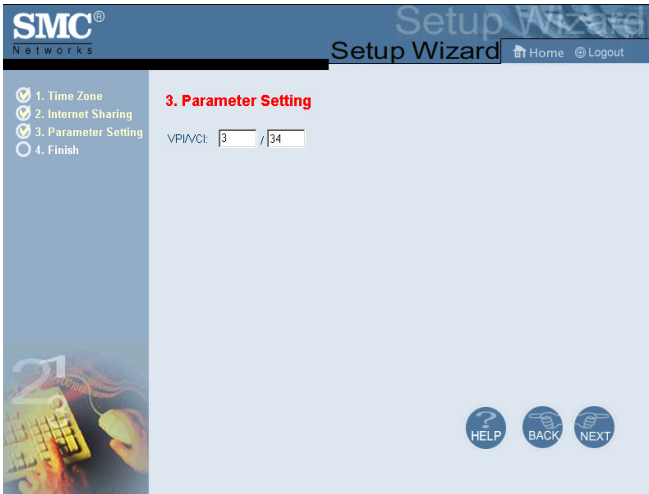 SMC®
Networks
Setup Wizard
Setup Wizard
Home
Logout
1. Time Zone
2. Internet Sharing
3. Parameter Setting
4. Finish
3. Parameter Setting
VPI/VCI: 3 / 34
21
HELP
BACK
NEXT